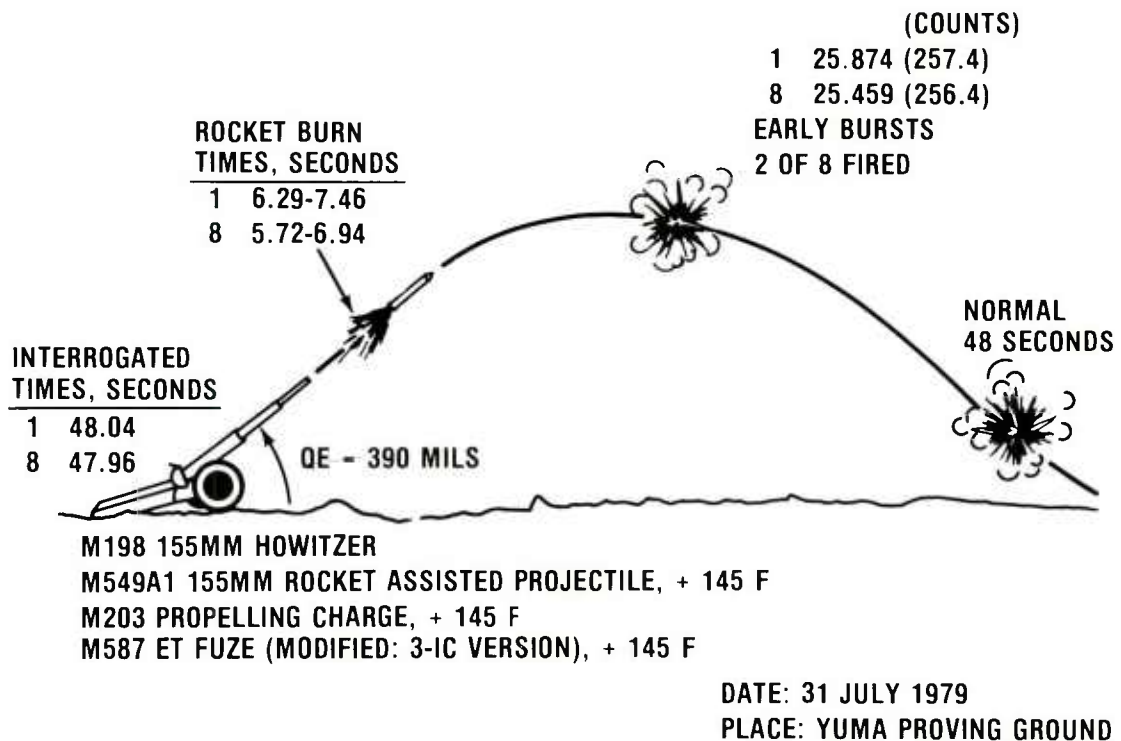 (COUNTS)
1 25.874 (257.4)
8 25.459 (256.4)
EARLY BURSTS
2 OF 8 FIRED
ROCKET BURN
TIMES, SECONDS
1 6.29-7.46
8 5.72-6.94
NORMAL
48 SECONDS
INTERROGATED
TIMES, SECONDS
1 48.04
8 47.96
QE - 390 MILS
M198 155MM HOWITZER
M549A1 155MM ROCKET ASSISTED PROJECTILE, + 145 F
M203 PROPELLING CHARGE, + 145 F
M587 ET FUZE (MODIFIED: 3-IC VERSION), + 145 F
DATE: 31 JULY 1979
PLACE: YUMA PROVING GROUND